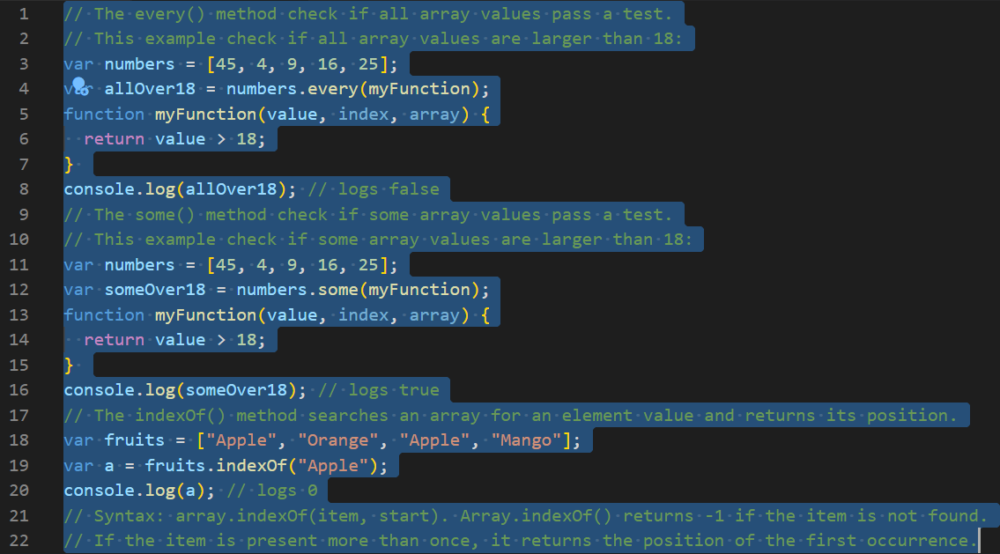 1 // The every() method check if all array values pass a test.
2 // This example check if all array values are larger than 18:
3 var numbers = [45, 4, 9, 16, 25];
4 var allOver18 = numbers.every(myFunction);
5 function myFunction(value, index, array) {
6   return value > 18;
7 }
8 console.log(allOver18); // logs false
9 // The some() method check if some array values pass a test.
10 // This example check if some array values are larger than 18:
11 var numbers = [45, 4, 9, 16, 25];
12 var someOver18 = numbers.some(myFunction);
13 function myFunction(value, index, array) {
14   return value > 18;
15 }
16 console.log(someOver18); // logs true
17 // The indexOf() method searches an array for an element value and returns its position.
18 var fruits = ["Apple", "Orange", "Apple", "Mango"];
19 var a = fruits.indexOf("Apple");
20 console.log(a); // logs 0
21 // Syntax: array.indexOf(item, start). Array.indexOf() returns -1 if the item is not found.
22 // If the item is present more than once, it returns the position of the first occurrence.